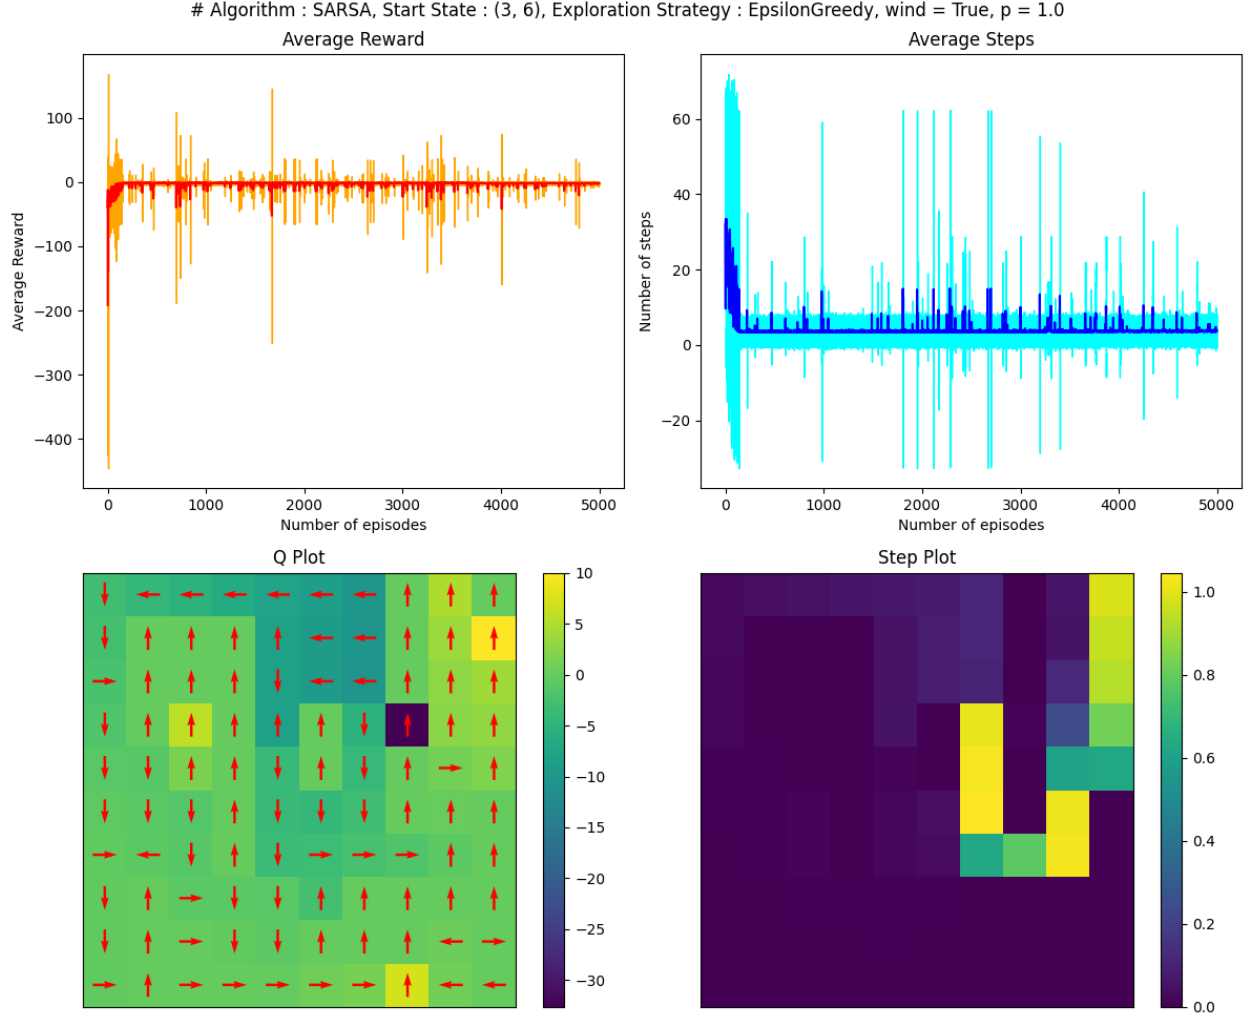 # Algorithm : SARSA, Start State : (3, 6), Exploration Strategy : EpsilonGreedy, wind = True, p = 1.0
Average Reward
Average Reward
100
0
−100
−200
−300
−400
0 1000 2000 3000 4000 5000
Number of episodes
Average Steps
Number of steps
60
40
20
0
−20
0 1000 2000 3000 4000 5000
Number of episodes
Q Plot
10
5
0
−5
−10
−15
−20
−25
−30
Step Plot
1.0
0.8
0.6
0.4
0.2
0.0